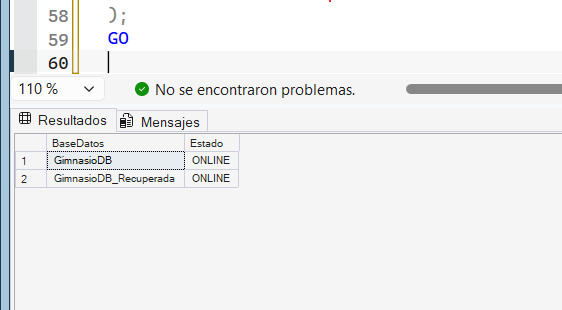 58 );
59 GO
60
110 % No se encontraron problemas.
Resultados Mensajes
BaseDatos Estado
1 GimnasioDB ONLINE
2 GimnasioDB_Recuperada ONLINE